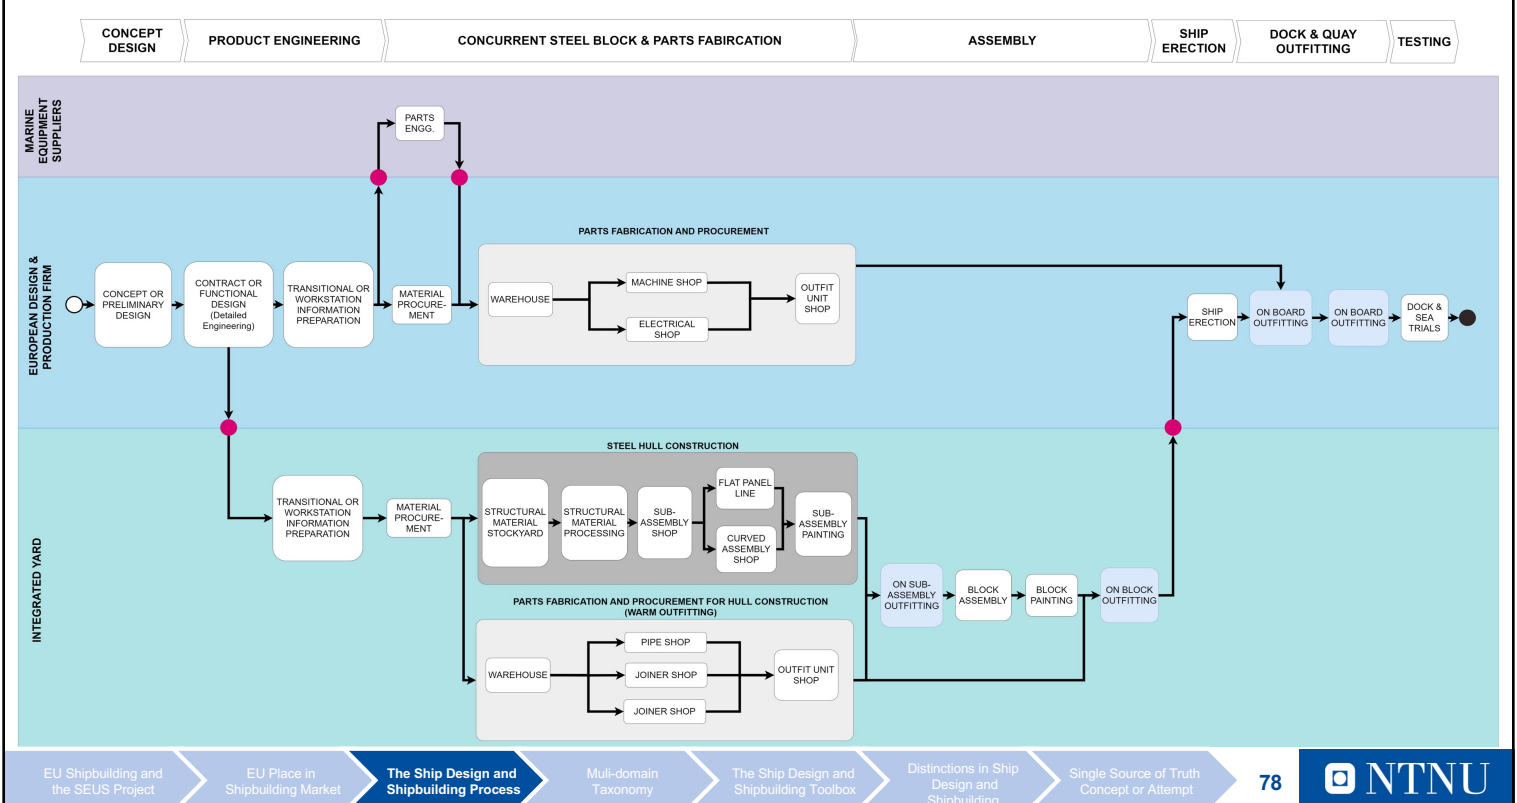 CONCEPT
DESIGN
PRODUCT ENGINEERING
CONCURRENT STEEL BLOCK & PARTS FABIRCATION
ASSEMBLY
SHIP
ERECTION
DOCK & QUAY
OUTFITTING
TESTING
MARINE
EQUIPMENT
SUPPLIERS
PARTS
ENGG.
EUROPEAN DESIGN &
PRODUCTION FIRM
CONCEPT OR
PRELIMINARY
DESIGN
CONTRACT OR
FUNCTIONAL
DESIGN
(Detailed
Engineering)
TRANSITIONAL OR
WORKSTATION
INFORMATION
PREPARATION
MATERIAL
PROCURE-
MENT
PARTS FABRICATION AND PROCUREMENT
WAREHOUSE
MACHINE SHOP
ELECTRICAL
SHOP
OUTFIT
UNIT
SHOP
SHIP
ERECTION
ON BOARD
OUTFITTING
ON BOARD
OUTFITTING
DOCK &
SEA
TRIALS
INTEGRATED YARD
TRANSITIONAL OR
WORKSTATION
INFORMATION
PREPARATION
MATERIAL
PROCURE-
MENT
STEEL HULL CONSTRUCTION
STRUCTURAL
MATERIAL
STOCKYARD
STRUCTURAL
MATERIAL
PROCESSING
SUB-
ASSEMBLY
SHOP
FLAT PANEL
LINE
CURVED
ASSEMBLY
SHOP
SUB-
ASSEMBLY
PAINTING
PARTS FABRICATION AND PROCUREMENT FOR HULL CONSTRUCTION
(WARM OUTFITTING)
WAREHOUSE
PIPE SHOP
JOINER SHOP
JOINER SHOP
OUTFIT UNIT
SHOP
ON SUB-
ASSEMBLY
OUTFITTING
BLOCK
ASSEMBLY
BLOCK
PAINTING
ON BLOCK
OUTFITTING
EU Shipbuilding and
the SEUS Project
EU Place in
Shipbuilding Market
The Ship Design and
Shipbuilding Process
Muli-domain
Taxonomy
The Ship Design and
Shipbuilding Toolbox
Distinctions in Ship
Design and
Shipbuilding
Single Source of Truth
Concept or Attempt
78
NTNU